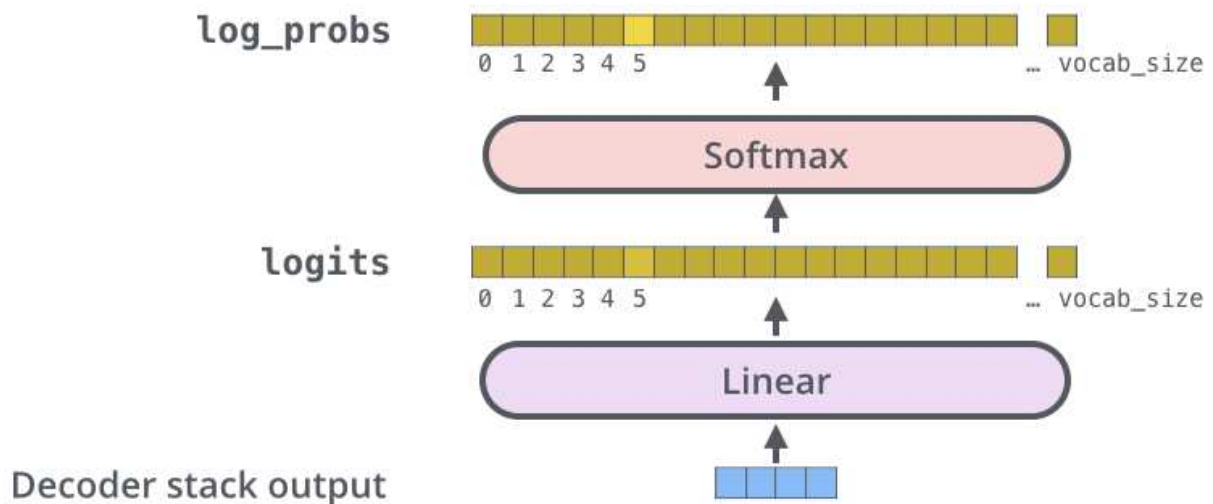 log_probs
0 1 2 3 4 5 … vocab_size
Softmax
logits
0 1 2 3 4 5 … vocab_size
Linear
Decoder stack output